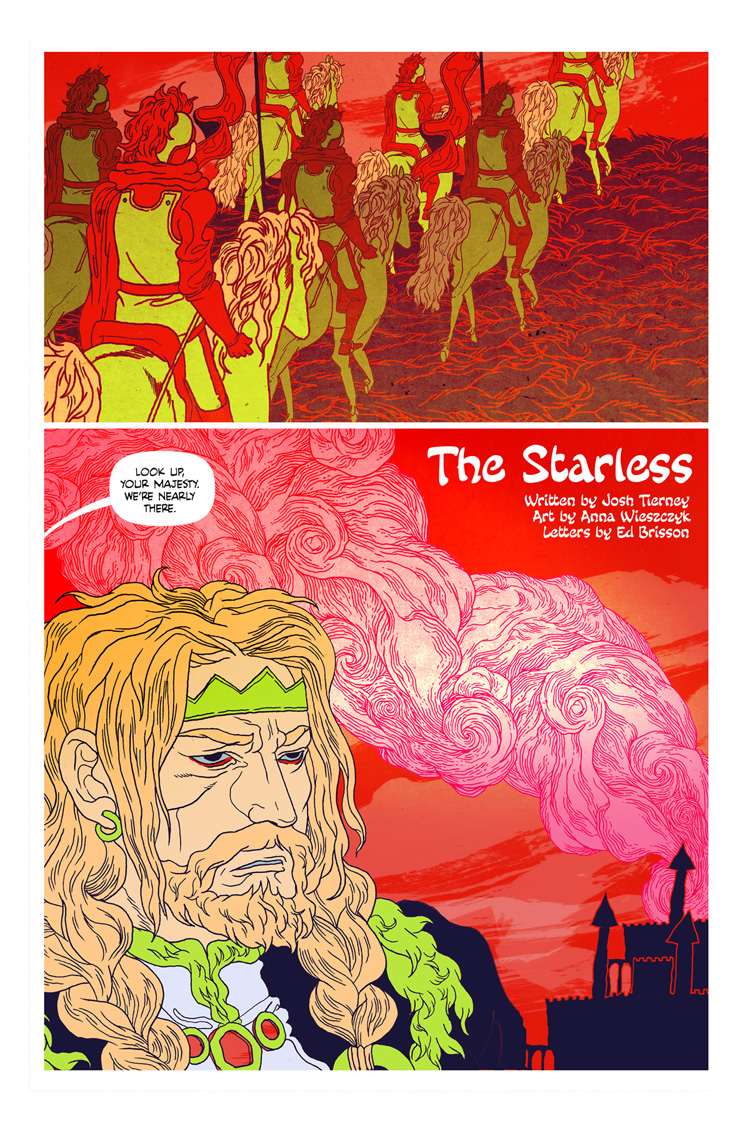 The Starless
Written by Josh Tierney
Art by Anna Wieszczyk
Letters by Ed Brisson
LOOK UP,
YOUR MAJESTY.
WE'RE NEARLY
THERE.